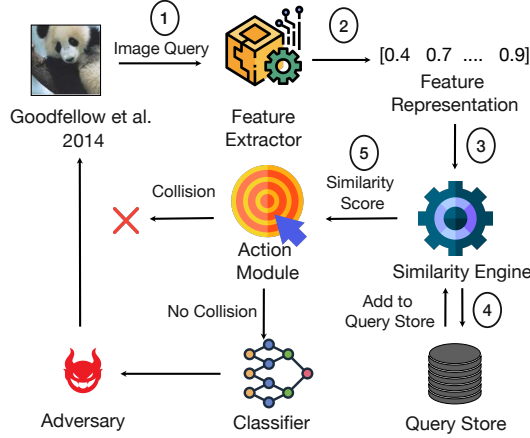 1
Image Query
2
[0.4 0.7 .... 0.9]
Goodfellow et al.
2014
Feature
Extractor
Feature
Representation
3
5
Similarity
Score
Collision
Action
Module
Similarity Engine
Add to
Query Store
4
No Collision
Adversary
Classifier
Query Store